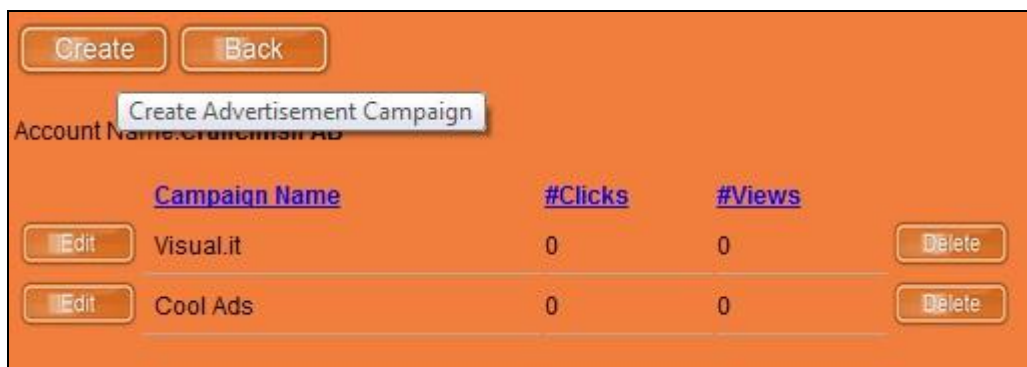 Create Back
Create Advertisement Campaign
Account Name: AB
Campaign Name #Clicks #Views
Edit Visual.it 0 0 Delete
Edit Cool Ads 0 0 Delete